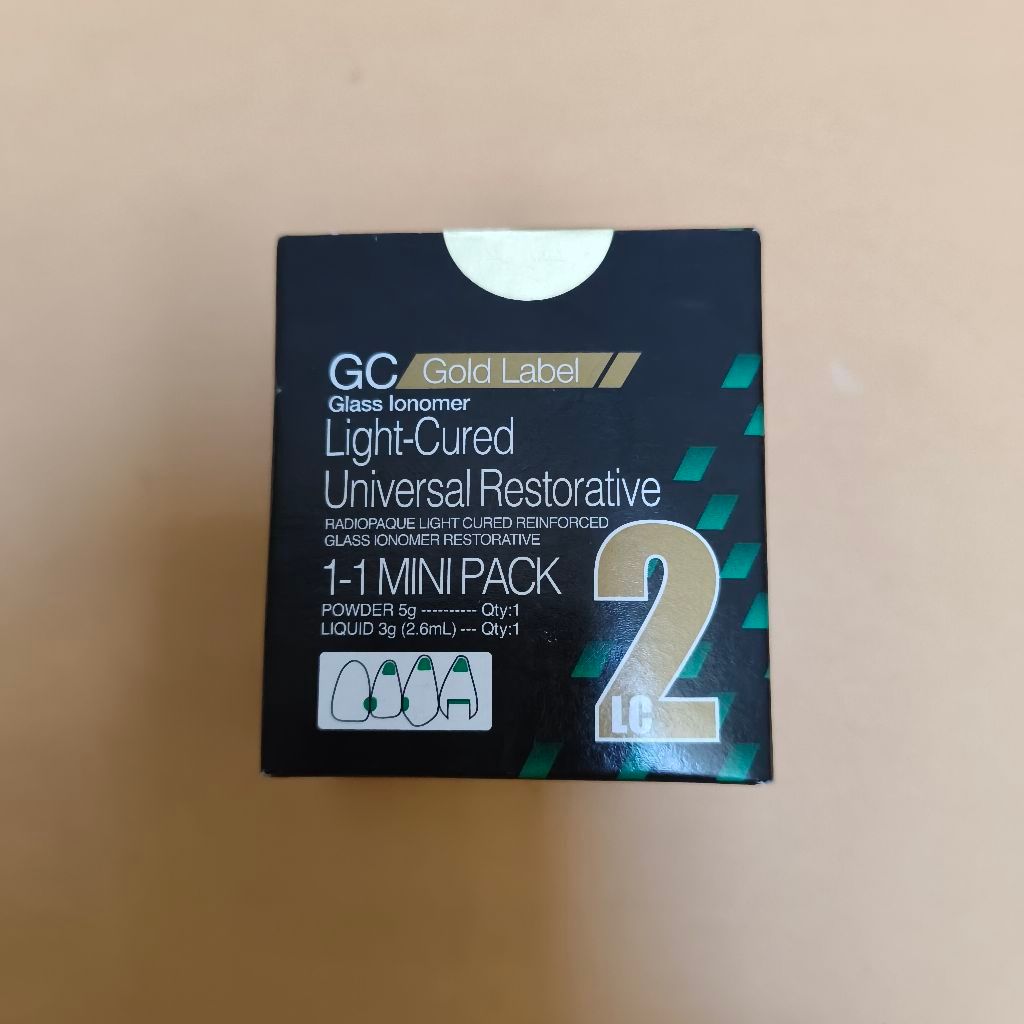 GC Gold Label
Glass Ionomer
Light-Cured
Universal Restorative
RADIOPAQUE LIGHT CURED REINFORCED
GLASS IONOMER RESTORATIVE
1-1 MINI PACK
POWDER 5g ---------- Qty:1
LIQUID 3g (2.6mL) --- Qty:1
2
LC